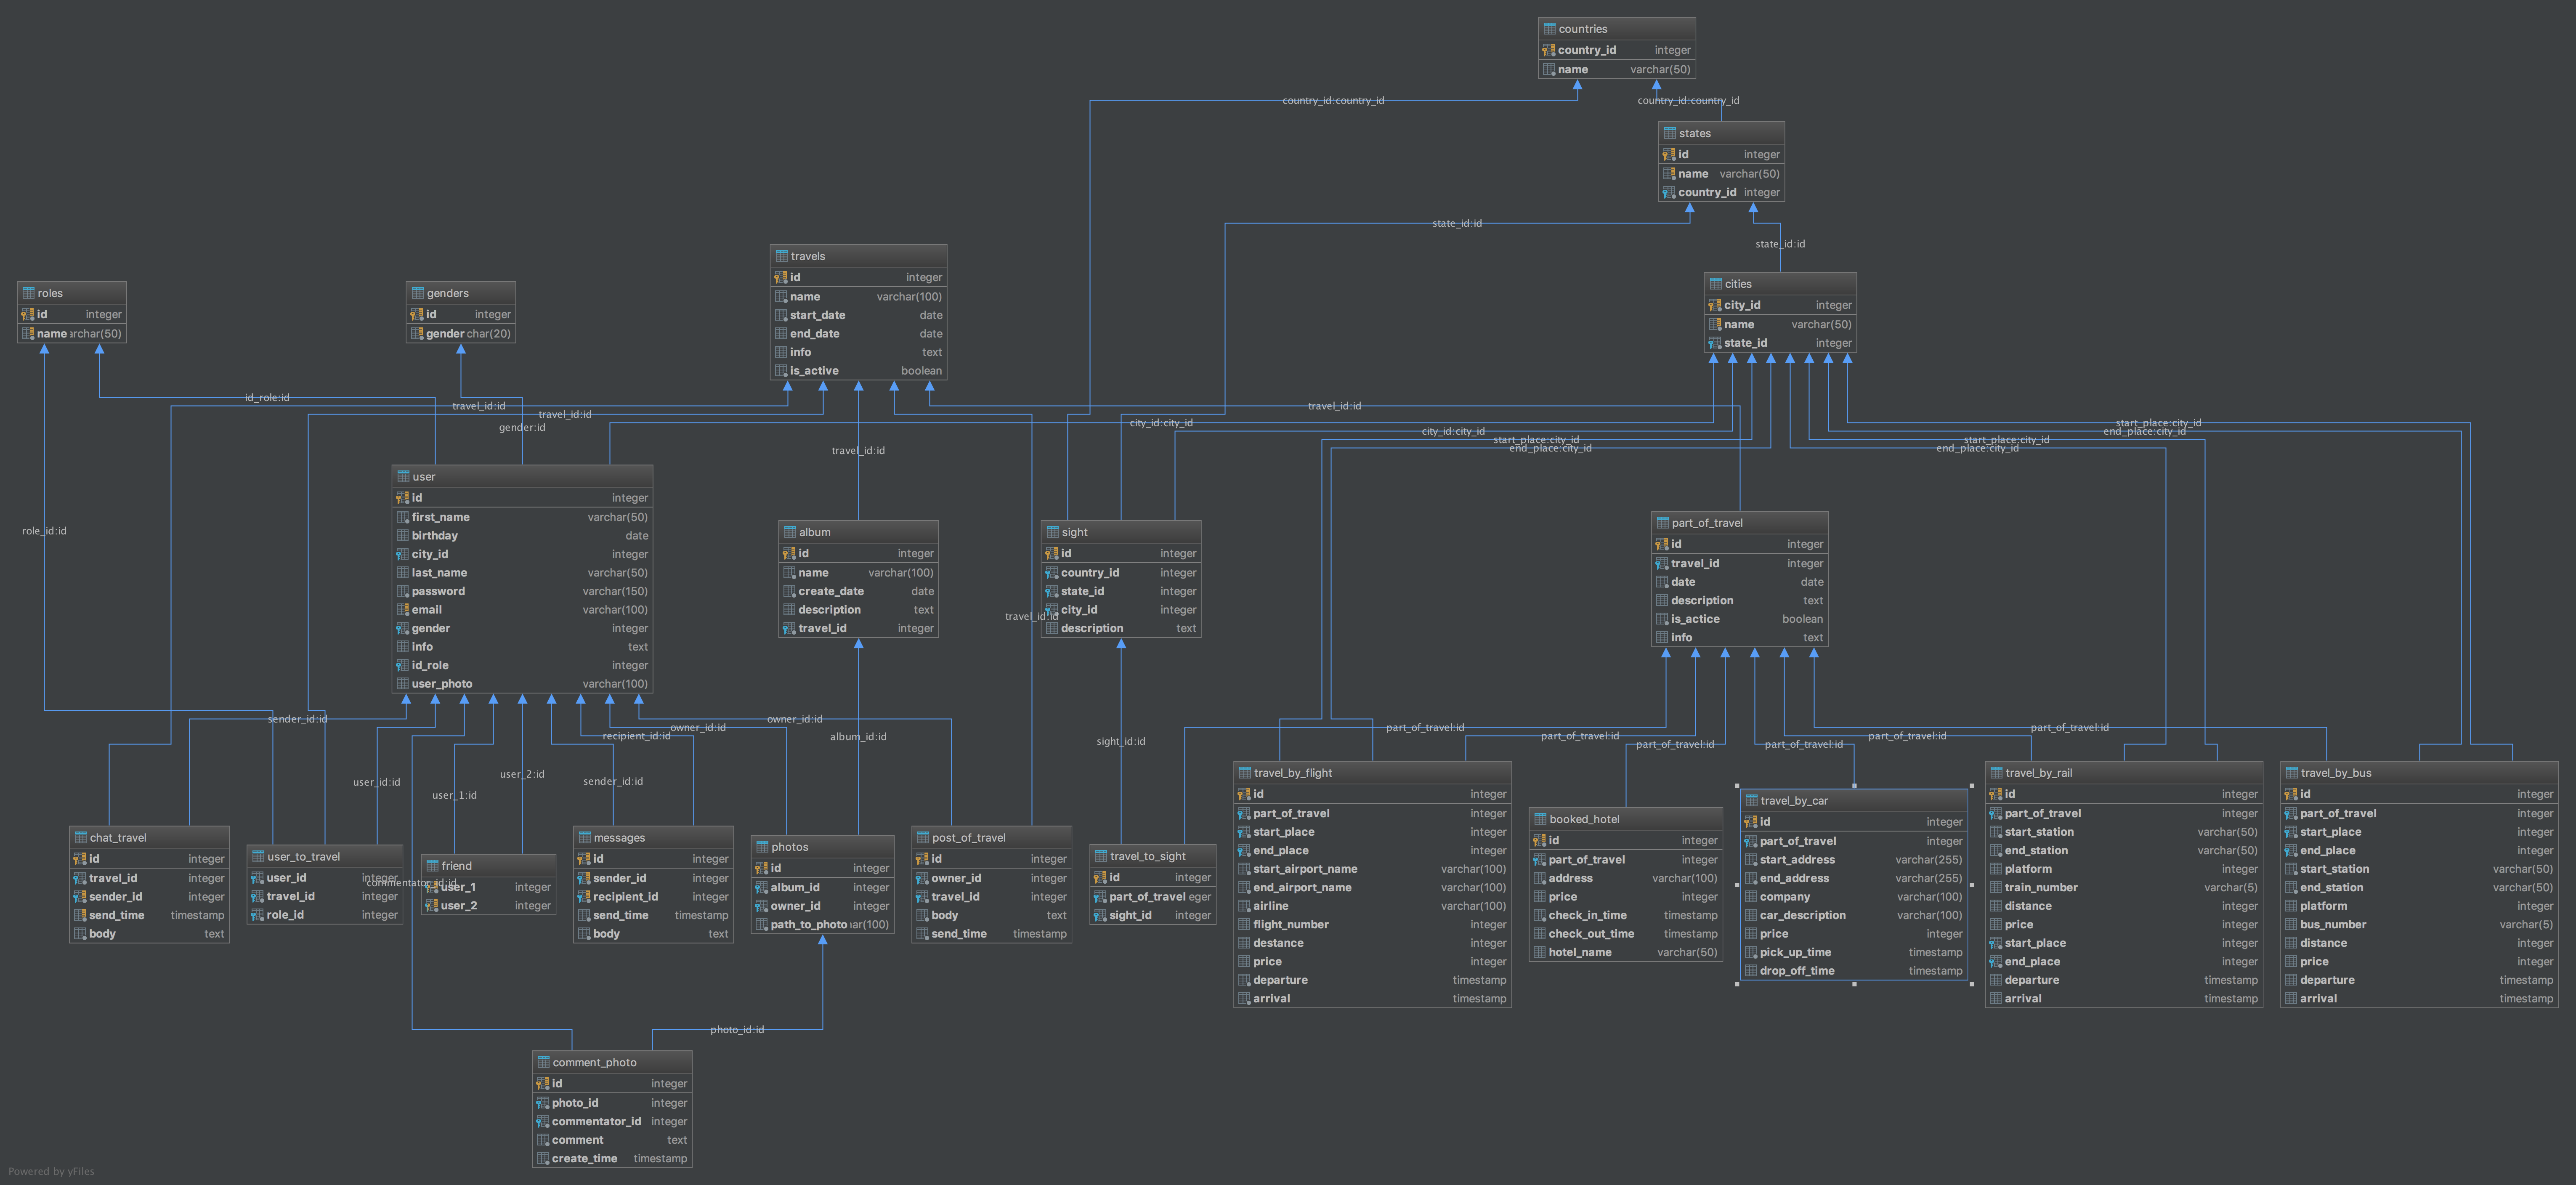 countries
country_id integer
name varchar(50)
country_id:country_id
country_id:country_id
states
id integer
name varchar(50)
country_id integer
state_id:id
state_id:id
travels
id integer
name varchar(100)
start_date date
end_date date
info text
is_active boolean
cities
city_id integer
name varchar(50)
state_id integer
roles
id integer
name archar(50)
genders
id integer
gender char(20)
id_role:id
travel_id:id
travel_id:id
gender:id
travel_id:id
city_id:city_id
city_id:city_id
start_place:city_id
end_place:city_id
start_place:city_id
end_place:city_id
start_place:city_id
end_place:city_id
travel_id:id
role_id:id
user
id integer
first_name varchar(50)
birthday date
city_id integer
last_name varchar(50)
password varchar(150)
email varchar(100)
gender integer
info text
id_role integer
user_photo varchar(100)
album
id integer
name varchar(100)
create_date date
description text
travel_id integer
travel_id:id
sight
id integer
country_id integer
state_id integer
city_id integer
description text
part_of_travel
id integer
travel_id integer
date date
description text
is_actice boolean
info text
sender_id:id
owner_id:id
owner_id:id
recipient_id:id
album_id:id
sight_id:id
part_of_travel:id
part_of_travel:id
part_of_travel:id
part_of_travel:id
part_of_travel:id
part_of_travel:id
user_id:id
user_1:id
user_2:id
sender_id:id
chat_travel
id integer
travel_id integer
sender_id integer
send_time timestamp
body text
user_to_travel
user_id integer
travel_id integer
role_id integer
commentator_id:id
friend
user_1 integer
user_2 integer
messages
id integer
sender_id integer
recipient_id integer
send_time timestamp
body text
photos
id integer
album_id integer
owner_id integer
path_to_photo ar(100)
post_of_travel
id integer
owner_id integer
travel_id integer
body text
send_time timestamp
travel_to_sight
id integer
part_of_travel eger
sight_id integer
travel_by_flight
id integer
part_of_travel integer
start_place integer
end_place integer
start_airport_name varchar(100)
end_airport_name varchar(100)
airline varchar(100)
flight_number integer
destance integer
price integer
departure timestamp
arrival timestamp
booked_hotel
id integer
part_of_travel integer
address varchar(100)
price integer
check_in_time timestamp
check_out_time timestamp
hotel_name varchar(50)
travel_by_car
id integer
part_of_travel integer
start_address varchar(255)
end_address varchar(255)
company varchar(100)
car_description varchar(100)
price integer
pick_up_time timestamp
drop_off_time timestamp
travel_by_rail
id integer
part_of_travel integer
start_station varchar(50)
end_station varchar(50)
platform integer
train_number varchar(5)
distance integer
price integer
start_place integer
end_place integer
departure timestamp
arrival timestamp
travel_by_bus
id integer
part_of_travel integer
start_place integer
end_place integer
start_station varchar(50)
end_station varchar(50)
platform integer
bus_number varchar(5)
distance integer
price integer
departure timestamp
arrival timestamp
photo_id:id
comment_photo
id integer
photo_id integer
commentator_id integer
comment text
create_time timestamp
Powered by yFiles